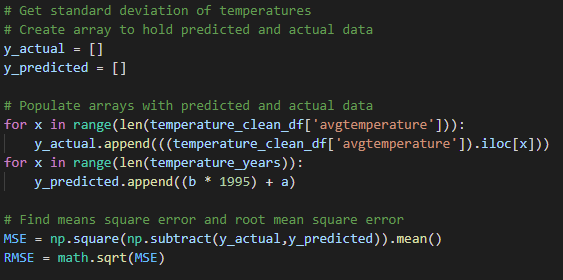 # Get standard deviation of temperatures
# Create array to hold predicted and actual data
y_actual = []
y_predicted = []
# Populate arrays with predicted and actual data
for x in range(len(temperature_clean_df['avgtemperature'])):
y_actual.append(((temperature_clean_df['avgtemperature']).iloc[x]))
for x in range(len(temperature_years)):
y_predicted.append((b * 1995) + a)
# Find means square error and root mean square error
MSE = np.square(np.subtract(y_actual,y_predicted)).mean()
RMSE = math.sqrt(MSE)